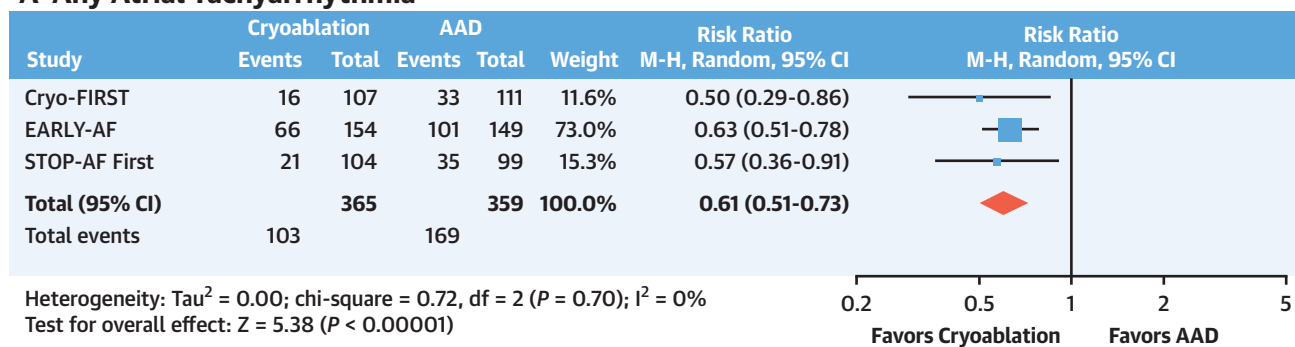 A Any Atrial Tachyarrhythmia
Cryoablation AAD Risk Ratio Risk Ratio
Study Events Total Events Total Weight M-H, Random, 95% CI M-H, Random, 95% CI
Cryo-FIRST 16 107 33 111 11.6% 0.50 (0.29-0.86)
EARLY-AF 66 154 101 149 73.0% 0.63 (0.51-0.78)
STOP-AF First 21 104 35 99 15.3% 0.57 (0.36-0.91)
Total (95% CI) 365 359 100.0% 0.61 (0.51-0.73)
Total events 103 169
Heterogeneity: Tau² = 0.00; chi-square = 0.72, df = 2 (P = 0.70); I² = 0%
Test for overall effect: Z = 5.38 (P < 0.00001)
0.2 0.5 1 2 5
Favors Cryoablation Favors AAD